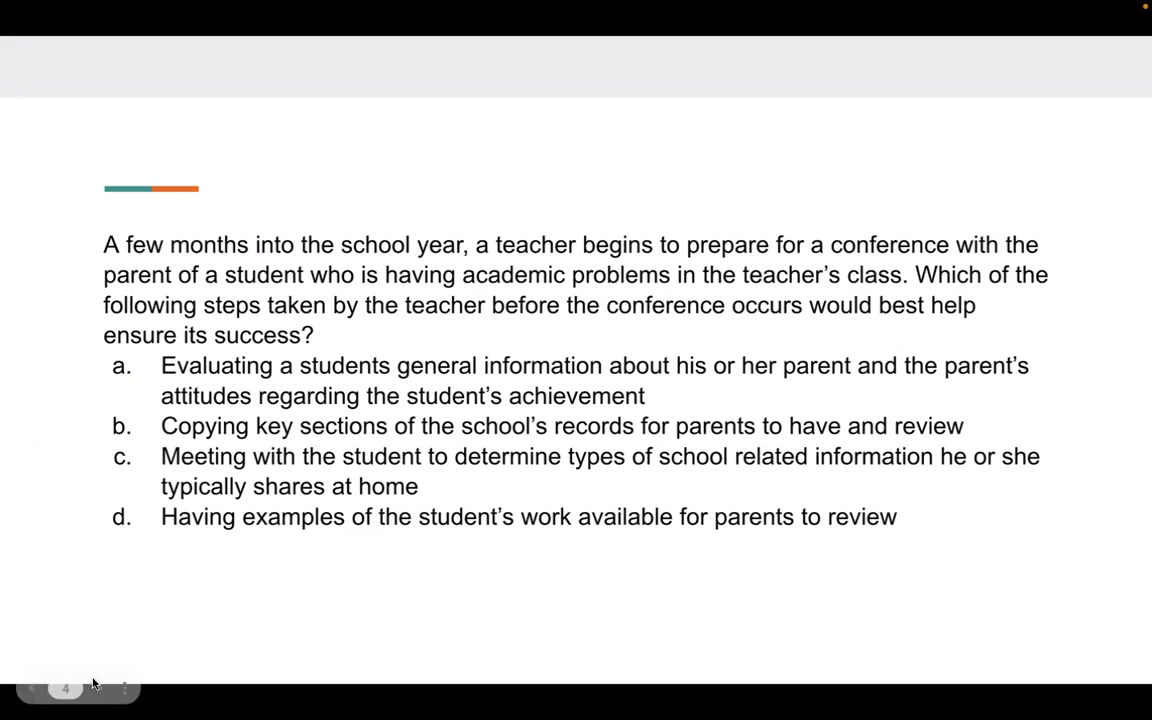 A few months into the school year, a teacher begins to prepare for a conference with the
parent of a student who is having academic problems in the teacher’s class. Which of the
following steps taken by the teacher before the conference occurs would best help
ensure its success?
a. Evaluating a students general information about his or her parent and the parent’s
attitudes regarding the student’s achievement
b. Copying key sections of the school’s records for parents to have and review
c. Meeting with the student to determine types of school related information he or she
typically shares at home
d. Having examples of the student’s work available for parents to review
4